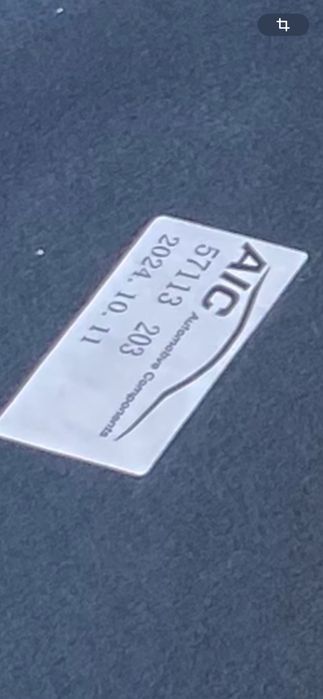 AIC
Automotive Components
57113 203
2024. 10. 11